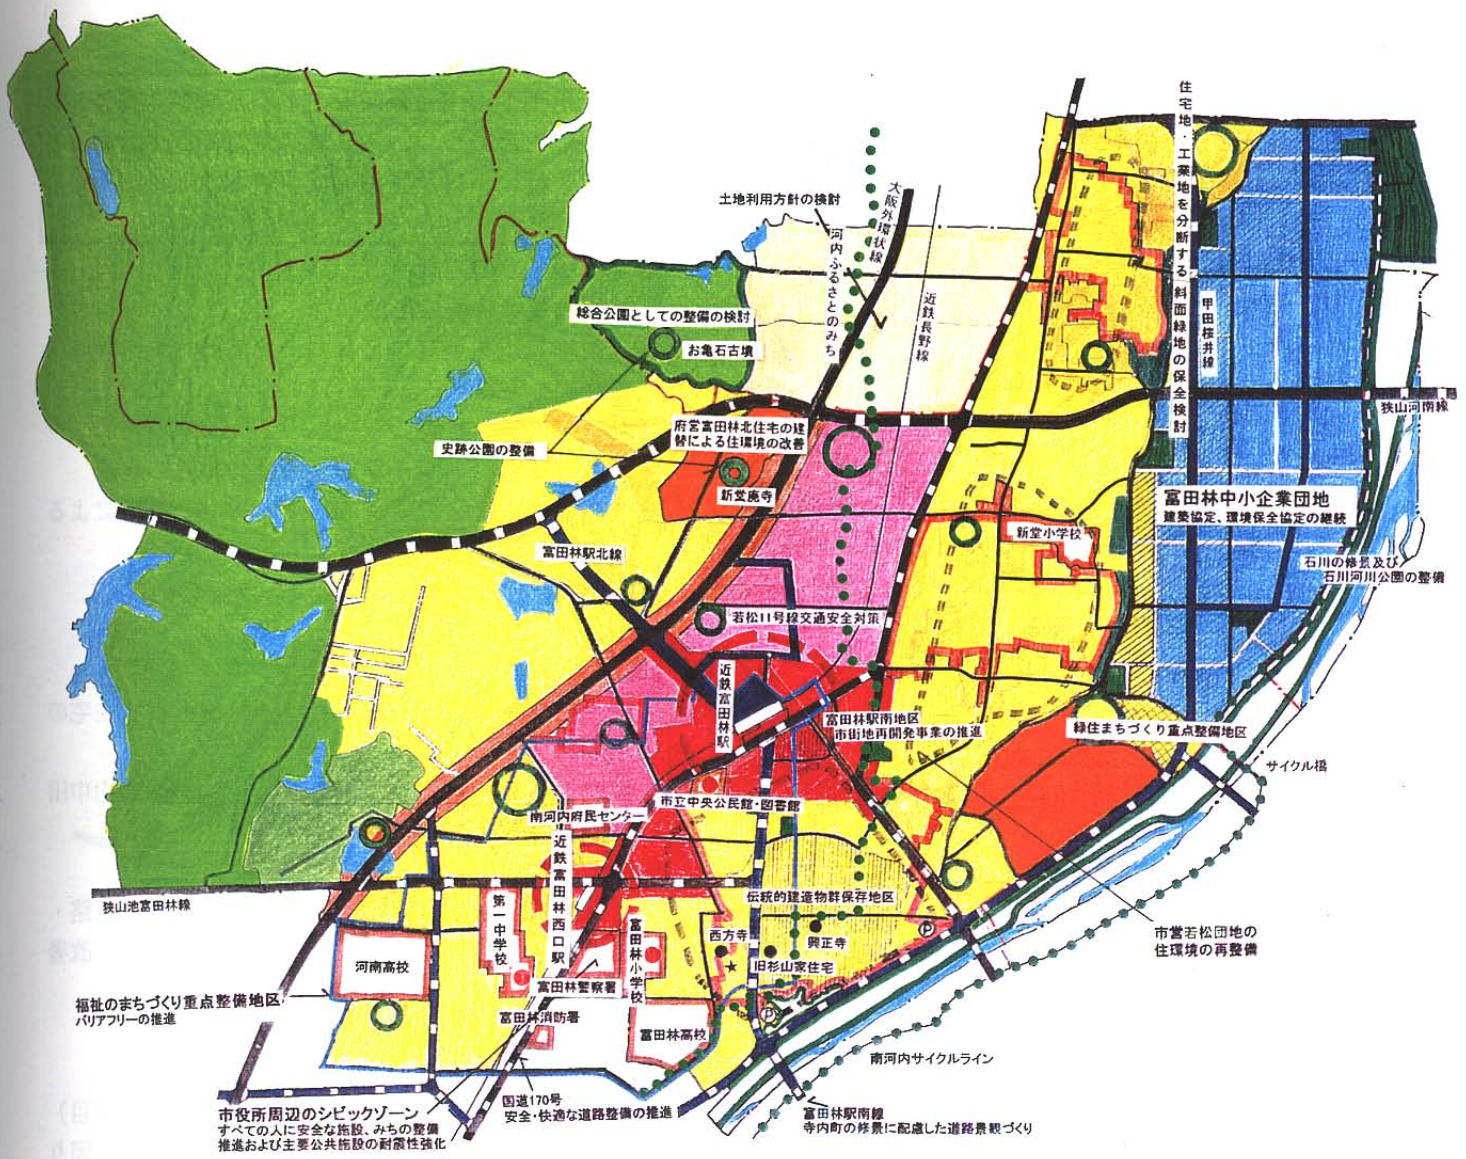 住宅地・工業地を分断する斜面緑地の保全検討
土地利用方針の検討
大阪外環状線
河内ふるさとのみち
近鉄長野線
甲田桜井線
総合公園としての整備の検討
お亀石古墳
狭山河南線
府営富田林北住宅の建
替による住環境の改善
史跡公園の整備
新堂廃寺
富田林中小企業団地
建築協定、環境保全協定の継続
新堂小学校
富田林駅北線
石川の修景及び
石川河川公園の整備
若松11号線交通安全対策
近鉄富田林駅
富田林駅南地区
市街地再開発事業の推進
緑住まちづくり重点整備地区
サイクル橋
市立中央公民館・図書館
南河内府民センター
近鉄富田林西口駅
狭山池富田林線
伝統的建造物群保存地区
第一中学校
富田林小学校
西方寺
興正寺
P
市営若松団地の
住環境の再整備
河南高校
旧杉山家住宅
富田林警察署
福祉のまちづくり重点整備地区
バリアフリーの推進
富田林消防署
P
富田林高校
南河内サイクルライン
国道170号
安全・快適な道路整備の推進
市役所周辺のシビックゾーン
すべての人に安全な施設、みちの整備
推進および主要公共施設の耐震性強化
富田林駅南線
寺内町の修景に配慮した道路景観づくり